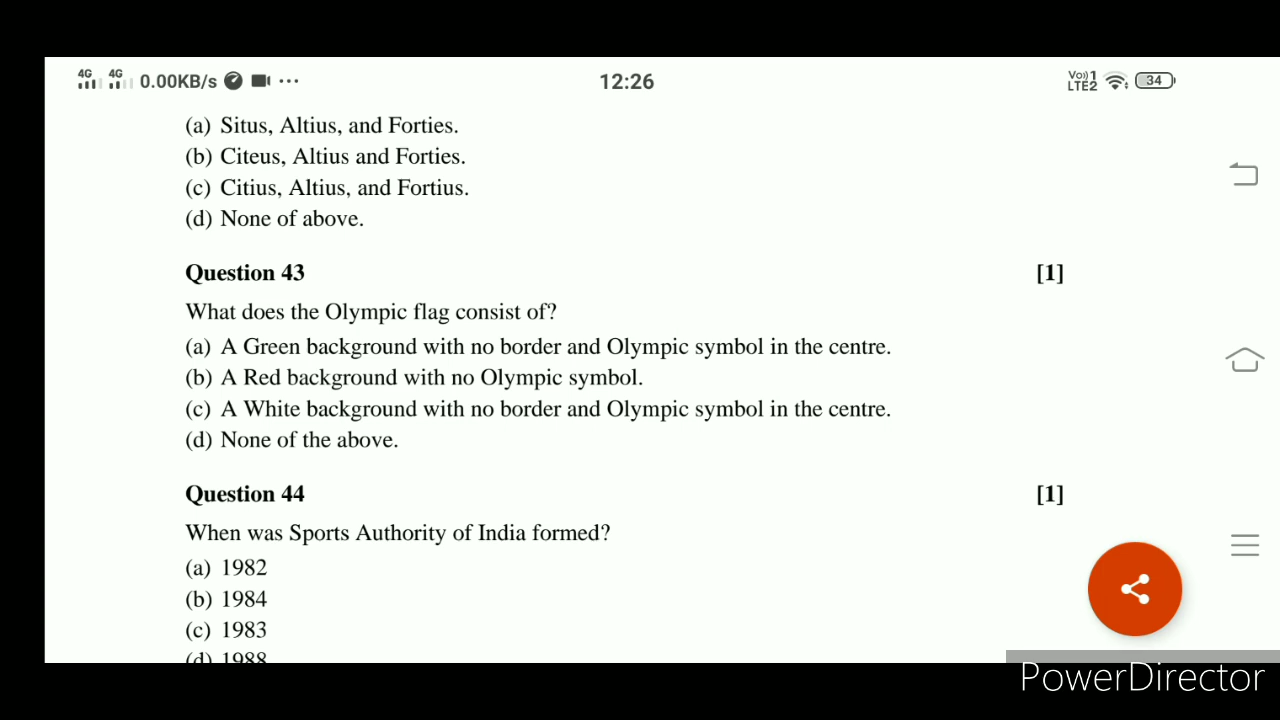 4G 4G 0.00KB/s ... 12:26 Vo)) 1 LTE2 34
(a) Situs, Altius, and Forties.
(b) Citeus, Altius and Forties.
(c) Citius, Altius, and Fortius.
(d) None of above.
Question 43 [1]
What does the Olympic flag consist of?
(a) A Green background with no border and Olympic symbol in the centre.
(b) A Red background with no Olympic symbol.
(c) A White background with no border and Olympic symbol in the centre.
(d) None of the above.
Question 44 [1]
When was Sports Authority of India formed?
(a) 1982
(b) 1984
(c) 1983
(d) 1988
PowerDirector